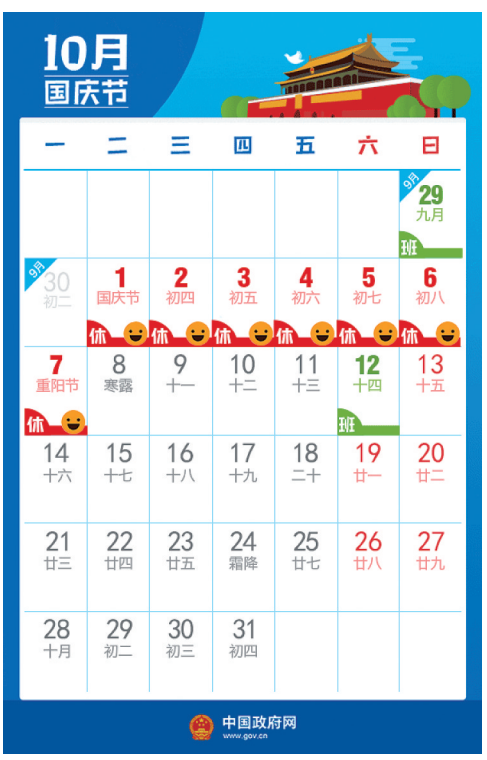 10月
国庆节
一 二 三 四 五 六 日
9月 29
九月
班
9月 30 1 2 3 4 5 6
初二 国庆节 初四 初五 初六 初七 初八
休 休 休 休 休 休
7 8 9 10 11 12 13
重阳节 寒露 十一 十二 十三 十四 十五
休 班
14 15 16 17 18 19 20
十六 十七 十八 十九 二十 廿一 廿二
21 22 23 24 25 26 27
廿三 廿四 廿五 霜降 廿七 廿八 廿九
28 29 30 31
十月 初二 初三 初四
中国政府网
www.gov.cn